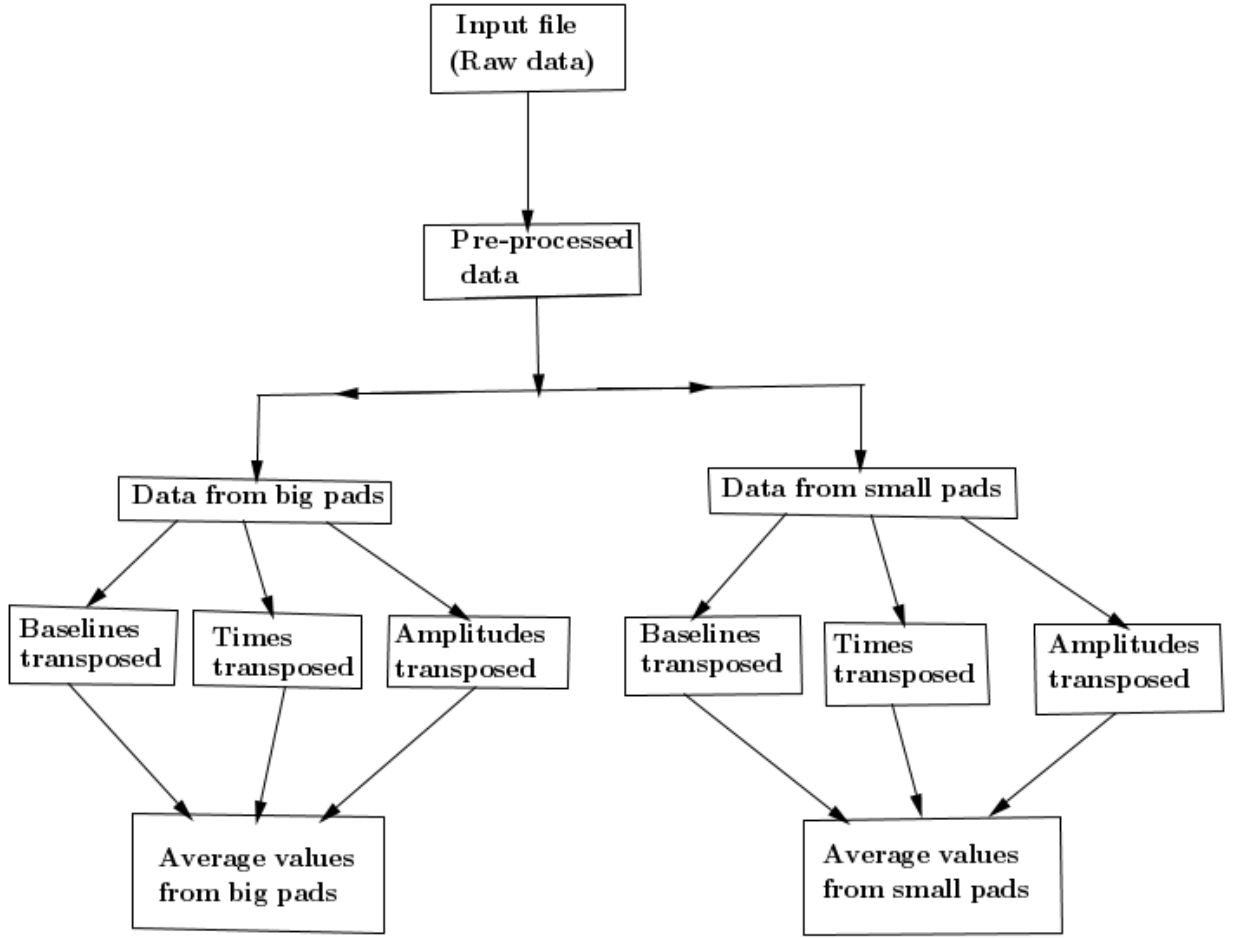 Input file
(Raw data)
Pre-processed
data
Data from big pads
Data from small pads
Baselines
transposed
Times
transposed
Amplitudes
transposed
Baselines
transposed
Times
transposed
Amplitudes
transposed
Average values
from big pads
Average values
from small pads